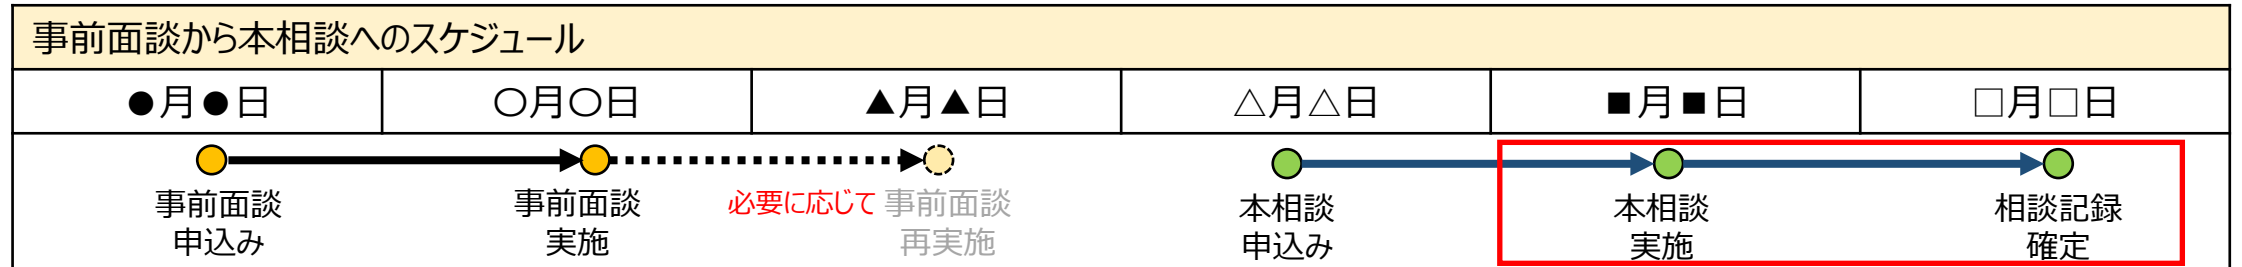 事前面談から本相談へのスケジュール
●月●日
〇月〇日
▲月▲日
△月△日
■月■日
□月□日
事前面談
申込み
事前面談
実施
必要に応じて
事前面談
再実施
本相談
申込み
本相談
実施
相談記録
確定